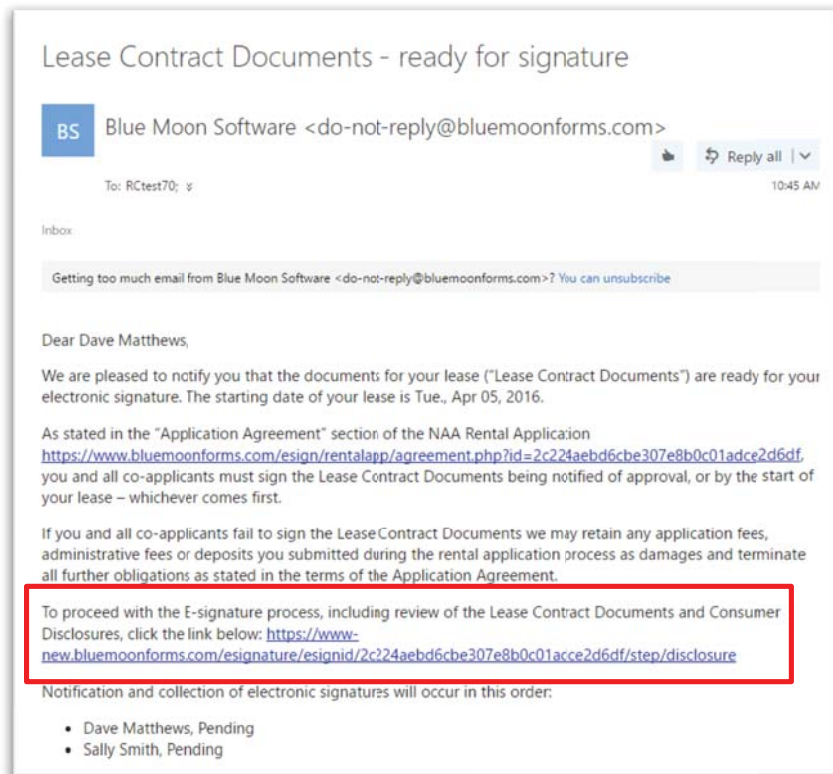 Lease Contract Documents - ready for signature
BS
Blue Moon Software <do-not-reply@bluemoonforms.com>
Reply all
To: RCtest70;
10:45 AM
Inbox
Getting too much email from Blue Moon Software <do-not-reply@bluemoonforms.com>? You can unsubscribe
Dear Dave Matthews,
We are pleased to notify you that the documents for your lease ("Lease Contract Documents") are ready for your
electronic signature. The starting date of your lease is Tue., Apr 05, 2016.
As stated in the "Application Agreement" section of the NAA Rental Application
https://www.bluemoonforms.com/esign/rentalapp/agreement.php?id=2c224aebd6cbe307e8b0c01adce2d6df,
you and all co-applicants must sign the Lease Contract Documents being notified of approval, or by the start of
your lease – whichever comes first.
If you and all co-applicants fail to sign the Lease Contract Documents we may retain any application fees,
administrative fees or deposits you submitted during the rental application process as damages and terminate
all further obligations as stated in the terms of the Application Agreement.
To proceed with the E-signature process, including review of the Lease Contract Documents and Consumer
Disclosures, click the link below: https://www-
new.bluemoonforms.com/esignature/esignid/2c224aebd6cbe307e8b0c01acce2d6df/step/disclosure
Notification and collection of electronic signatures will occur in this order:
• Dave Matthews, Pending
• Sally Smith, Pending